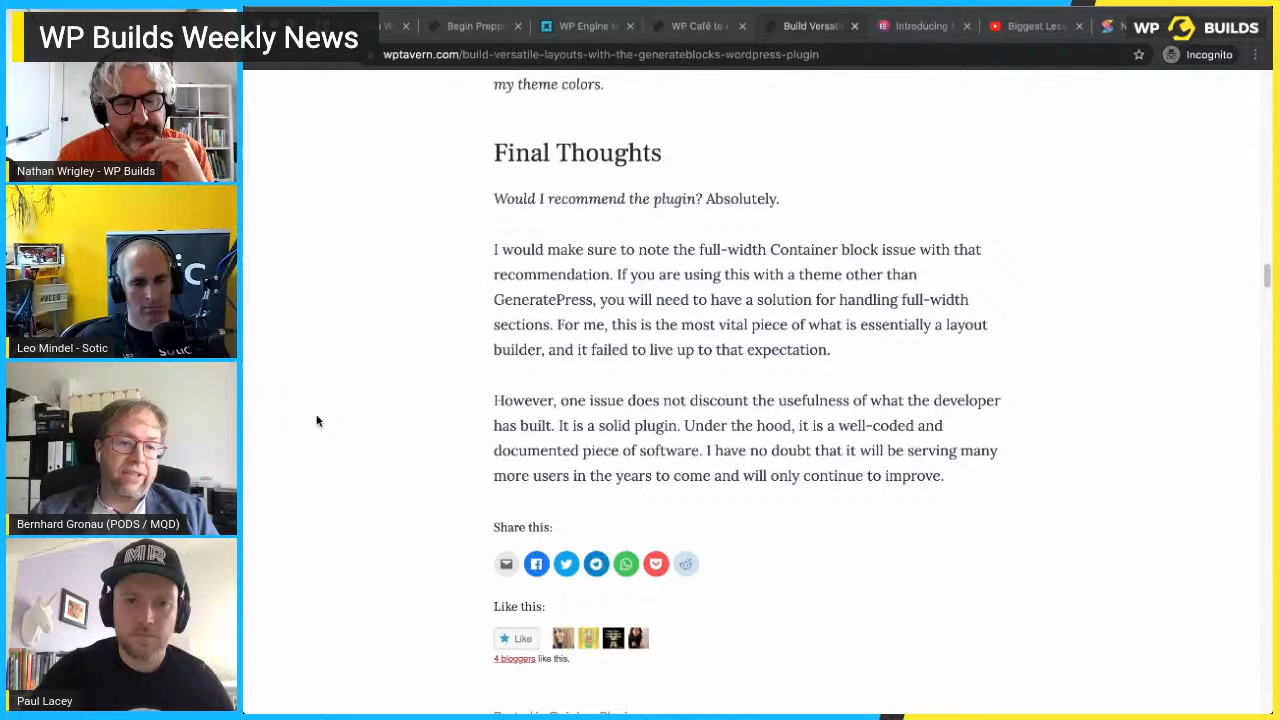 WP Builds Weekly News
Begin Prepp
WP Engine
WP Café to
Build Versati
Introducing
Biggest Les
WP BUILDS
wptavern.com/build-versatile-layouts-with-the-generateblocks-wordpress-plugin
Incognito
my theme colors.
Final Thoughts
Would I recommend the plugin? Absolutely.
I would make sure to note the full-width Container block issue with that
recommendation. If you are using this with a theme other than
GeneratePress, you will need to have a solution for handling full-width
sections. For me, this is the most vital piece of what is essentially a layout
builder, and it failed to live up to that expectation.
However, one issue does not discount the usefulness of what the developer
has built. It is a solid plugin. Under the hood, it is a well-coded and
documented piece of software. I have no doubt that it will be serving many
more users in the years to come and will only continue to improve.
Share this:
Like this:
Like
4 bloggers like this.
Nathan Wrigley - WP Builds
Leo Mindel - Sotic
Bernhard Gronau (PODS / MQD)
MR
Paul Lacey